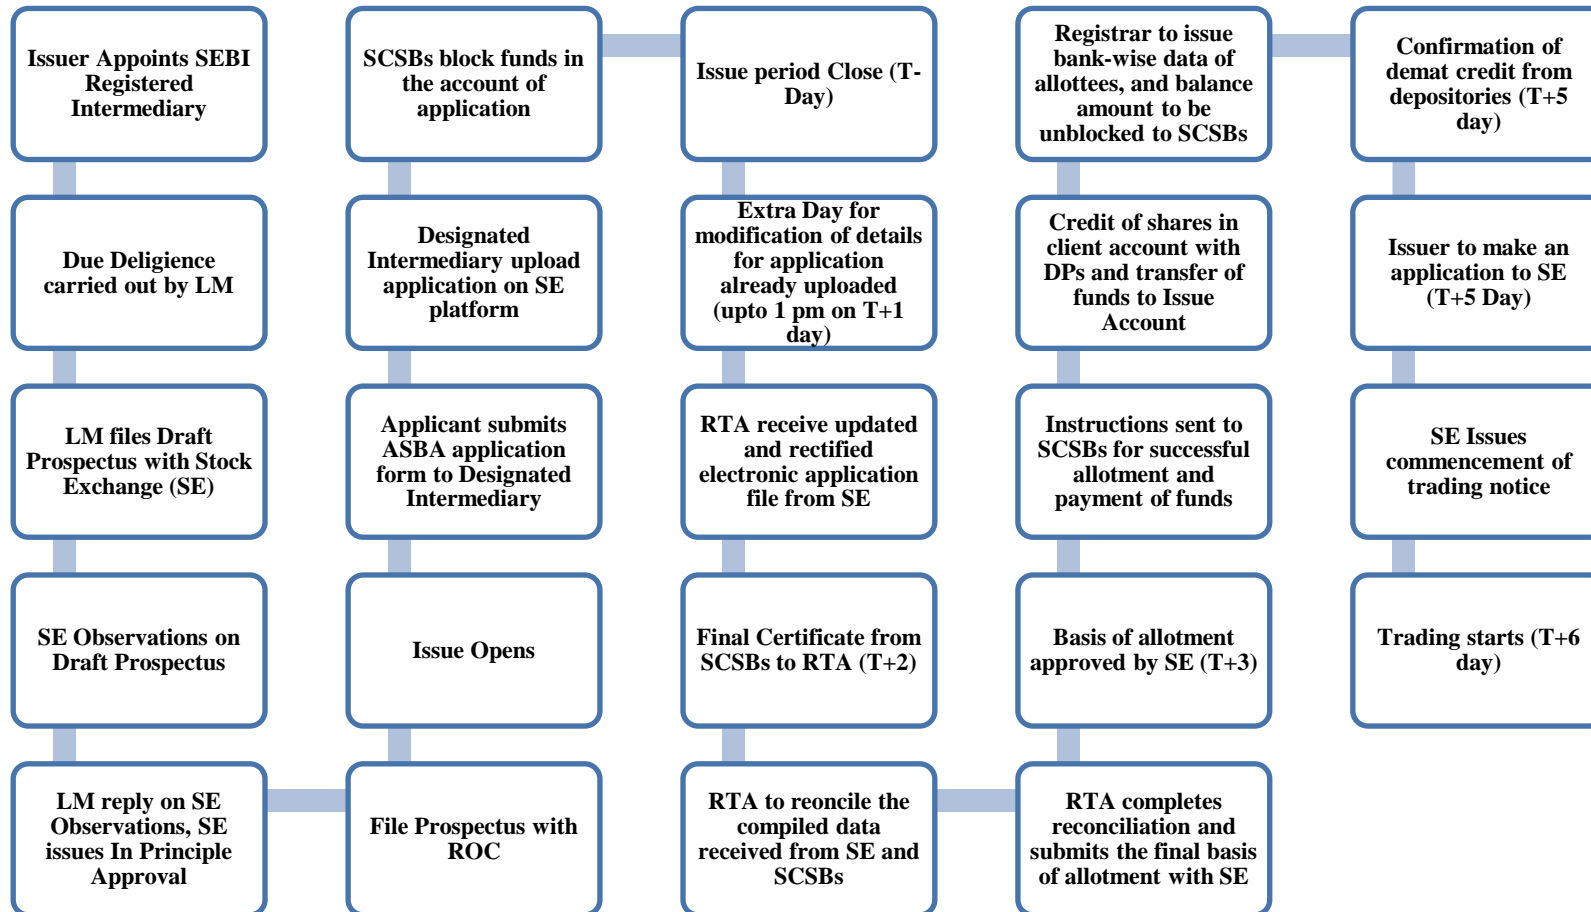 Issuer Appoints SEBI
Registered
Intermediary
Due Deligience
carried out by LM
LM files Draft
Prospectus with Stock
Exchange (SE)
SE Observations on
Draft Prospectus
LM reply on SE
Observations, SE
issues In Principle
Approval
File Prospectus with
ROC
Issue Opens
Applicant submits
ASBA application
form to Designated
Intermediary
Designated
Intermediary upload
application on SE
platform
SCSBs block funds in
the account of
application
Issue period Close (T-
Day)
Extra Day for
modification of details
for application
already uploaded
(upto 1 pm on T+1
day)
RTA receive updated
and rectified
electronic application
file from SE
Final Certificate from
SCSBs to RTA (T+2)
RTA to reconcile the
compiled data
received from SE and
SCSBs
RTA completes
reconciliation and
submits the final basis
of allotment with SE
Basis of allotment
approved by SE (T+3)
Instructions sent to
SCSBs for successful
allotment and
payment of funds
Credit of shares in
client account with
DPs and transfer of
funds to Issue
Account
Registrar to issue
bank-wise data of
allottees, and balance
amount to be
unblocked to SCSBs
Confirmation of
demat credit from
depositories (T+5
day)
Issuer to make an
application to SE
(T+5 Day)
SE Issues
commencement of
trading notice
Trading starts (T+6
day)